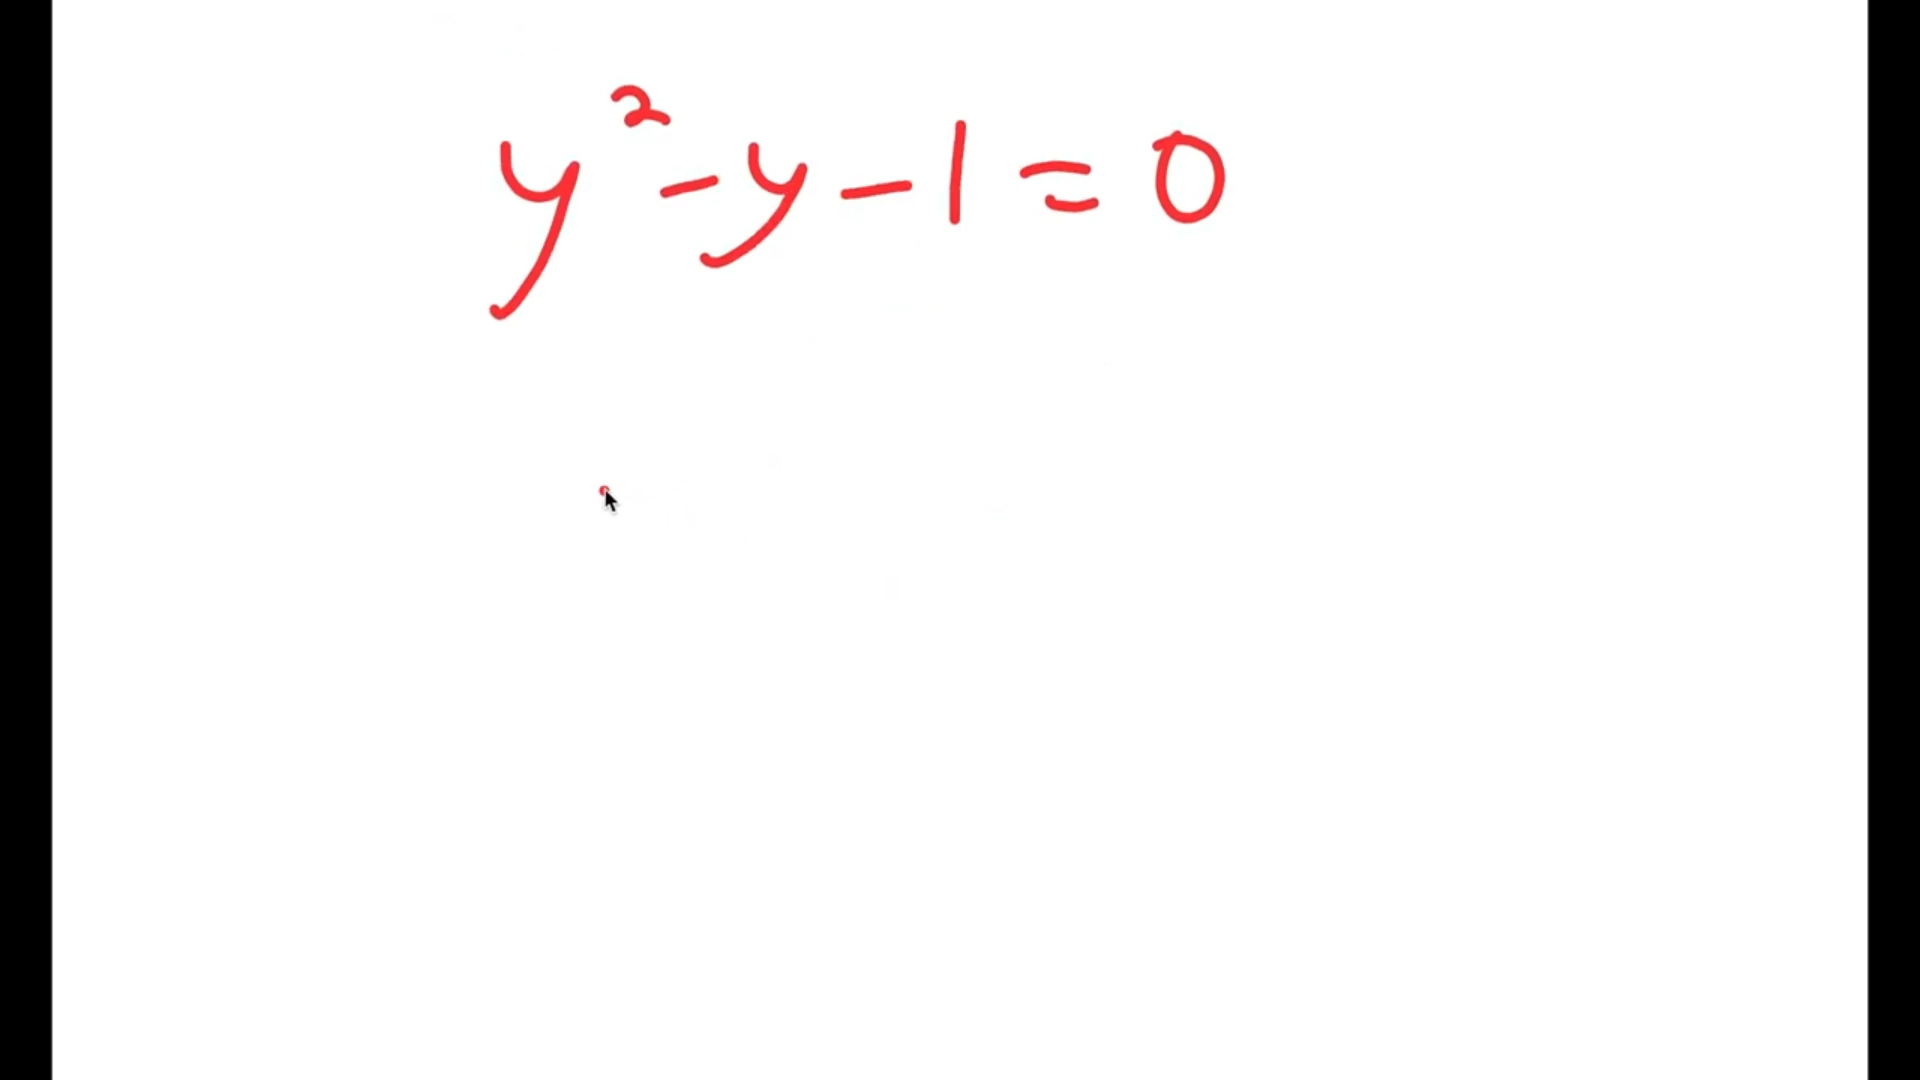 y² - y - 1 = 0